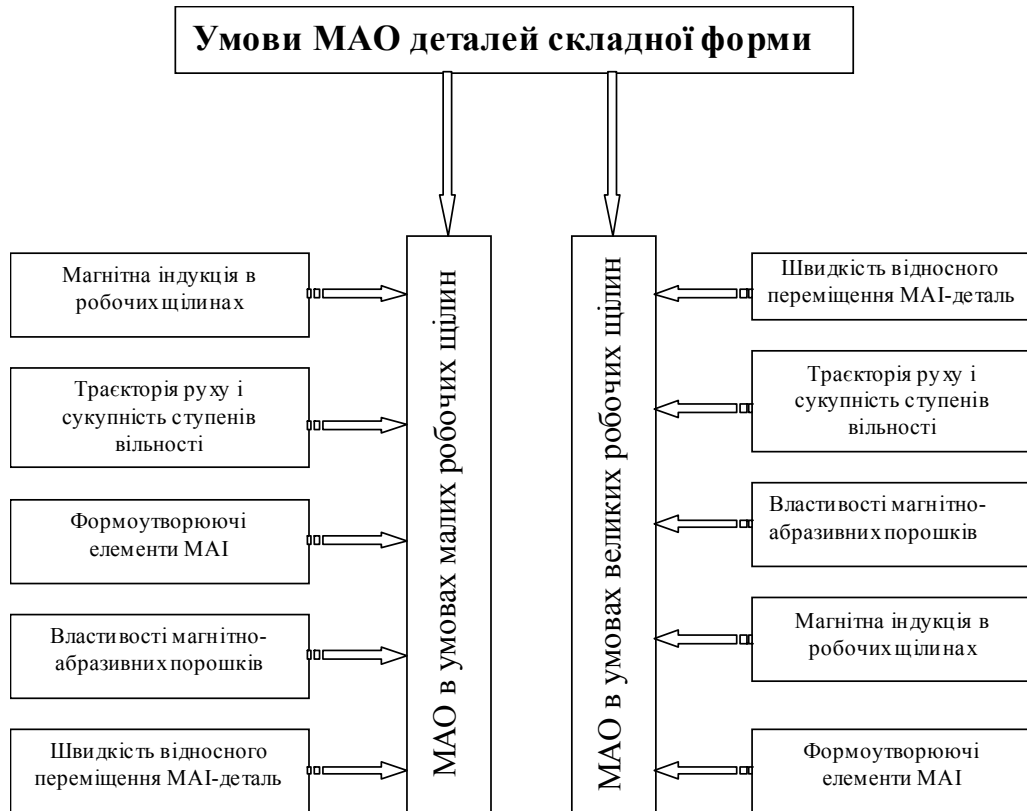 Умови МАО деталей складної форми
Магнітна індукція в
робочих щілинах
Траєкторія руху і
сукупність ступенів
вільності
Формоутворюючі
елементи МАІ
Властивості магнітно-
абразивних порошків
Швидкість відносного
переміщення МАІ-деталь
МАО в умовах малих робочих щілин
МАО в умовах великих робочих щілин
Швидкість відносного
переміщення МАІ-деталь
Траєкторія руху і
сукупність ступенів
вільності
Властивості магнітно-
абразивних порошків
Магнітна індукція в
робочих щілинах
Формоутворюючі
елементи МАІ